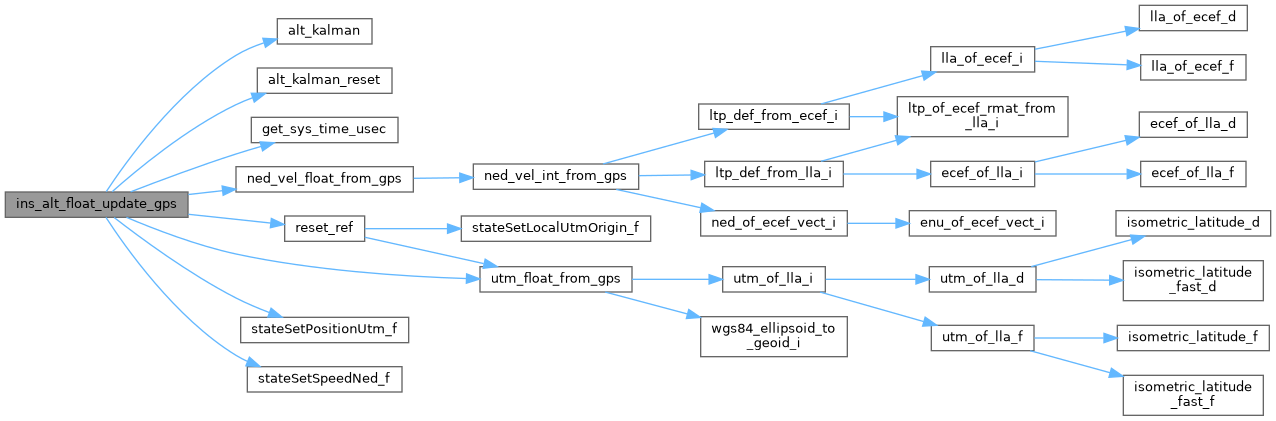 ins_alt_float_update_gps
alt_kalman
alt_kalman_reset
get_sys_time_usec
ned_vel_float_from_gps
reset_ref
stateSetPositionUtm_f
stateSetSpeedNed_f
ned_vel_int_from_gps
stateSetLocalUtmOrigin_f
utm_float_from_gps
ltp_def_from_ecef_i
ltp_def_from_lla_i
ned_of_ecef_vect_i
utm_of_lla_i
wgs84_ellipsoid_to
_geoid_i
lla_of_ecef_i
ltp_of_ecef_rmat_from
_lla_i
ecef_of_lla_i
enu_of_ecef_vect_i
utm_of_lla_d
utm_of_lla_f
lla_of_ecef_d
lla_of_ecef_f
ecef_of_lla_d
ecef_of_lla_f
isometric_latitude_d
isometric_latitude
_fast_d
isometric_latitude_f
isometric_latitude
_fast_f